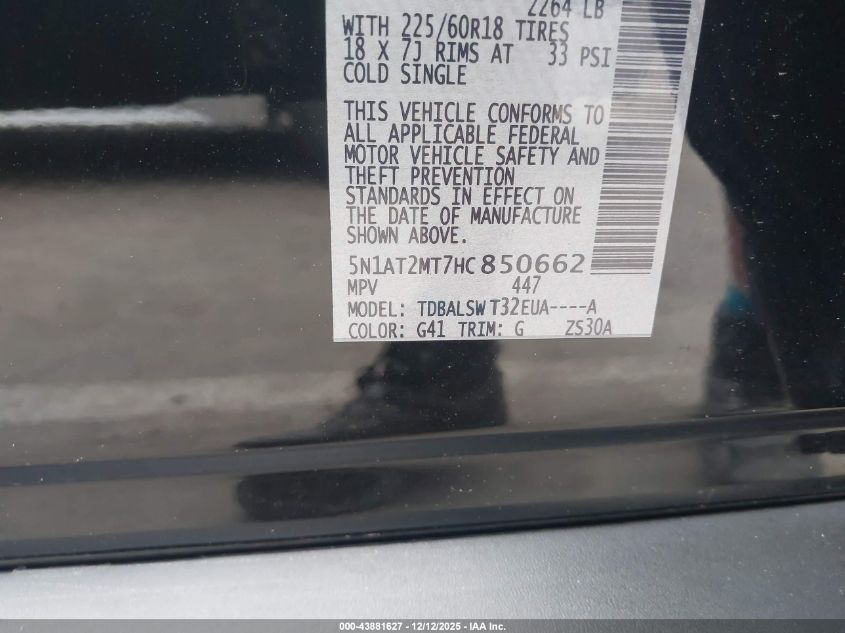 2264 LB
WITH 225/60R18 TIRES
18 X 7J RIMS AT 33 PSI
COLD SINGLE
THIS VEHICLE CONFORMS TO
ALL APPLICABLE FEDERAL
MOTOR VEHICLE SAFETY AND
THEFT PREVENTION
STANDARDS IN EFFECT ON
THE DATE OF MANUFACTURE
SHOWN ABOVE.
5N1AT2MT7HC850662
MPV 447
MODEL: TDBALSWT32EUA----A
COLOR: G41 TRIM: G ZS30A
000-43881627 - 12/12/2025 - IAA Inc.